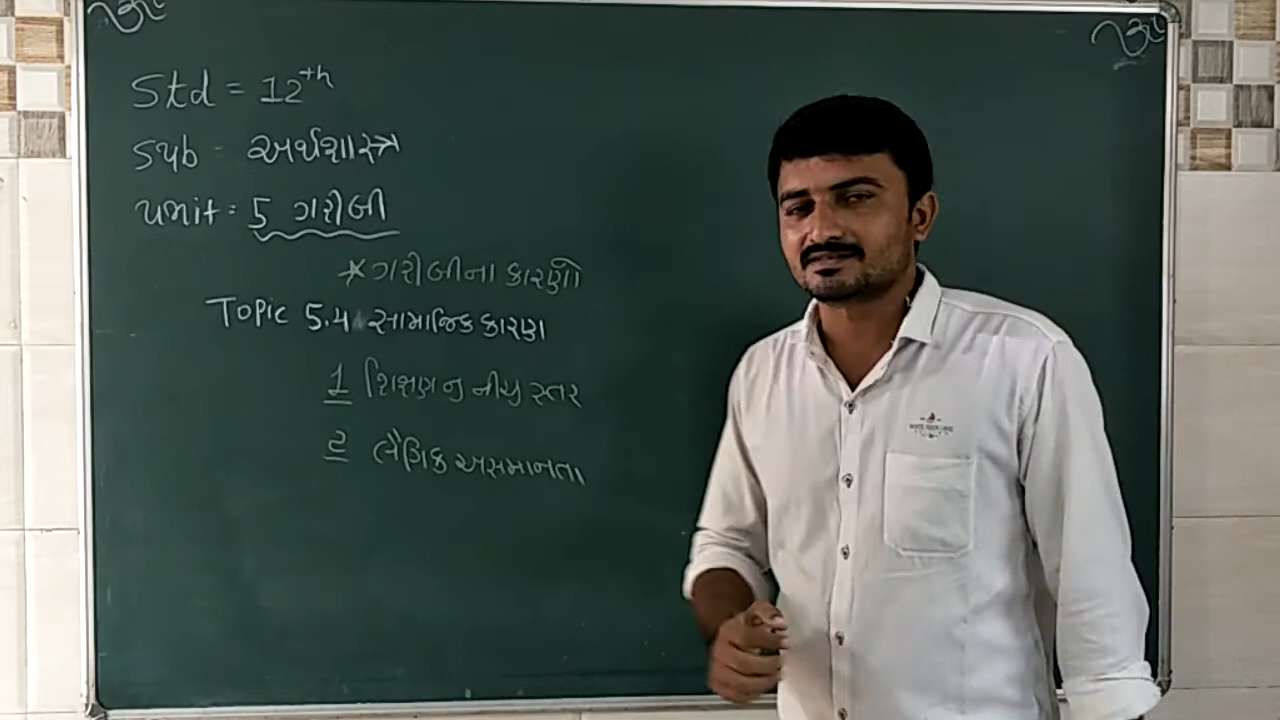 Std = 12th
Sub - અર્થશાસ્ત્ર
unit = 5 ગરીબી
* ગરીબીના કારણો
Topic 5.4 સામાજિક કારણ
1 શિક્ષણ નુ નીચુ સ્તર
2 લૈંગિક અસમાનતા